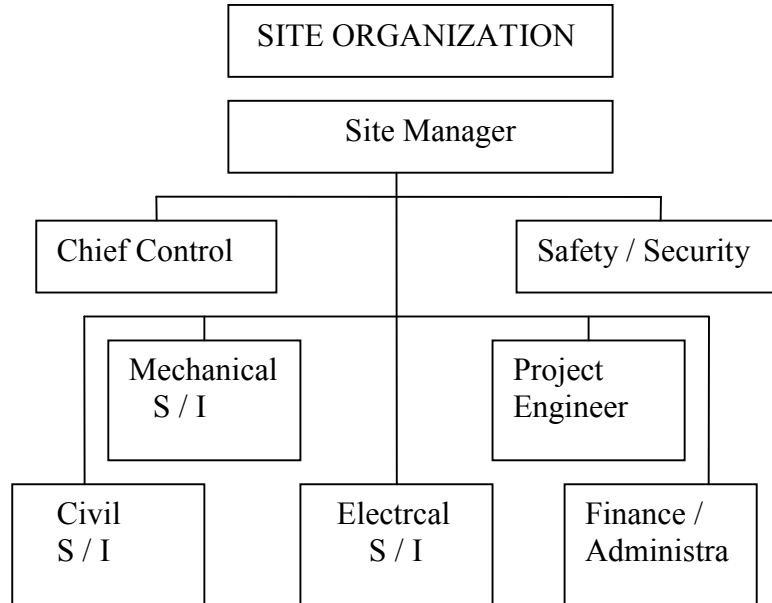 SITE ORGANIZATION
Site Manager
Chief Control
Safety / Security
Mechanical
S / I
Project
Engineer
Civil
S / I
Electrcal
S / I
Finance /
Administra